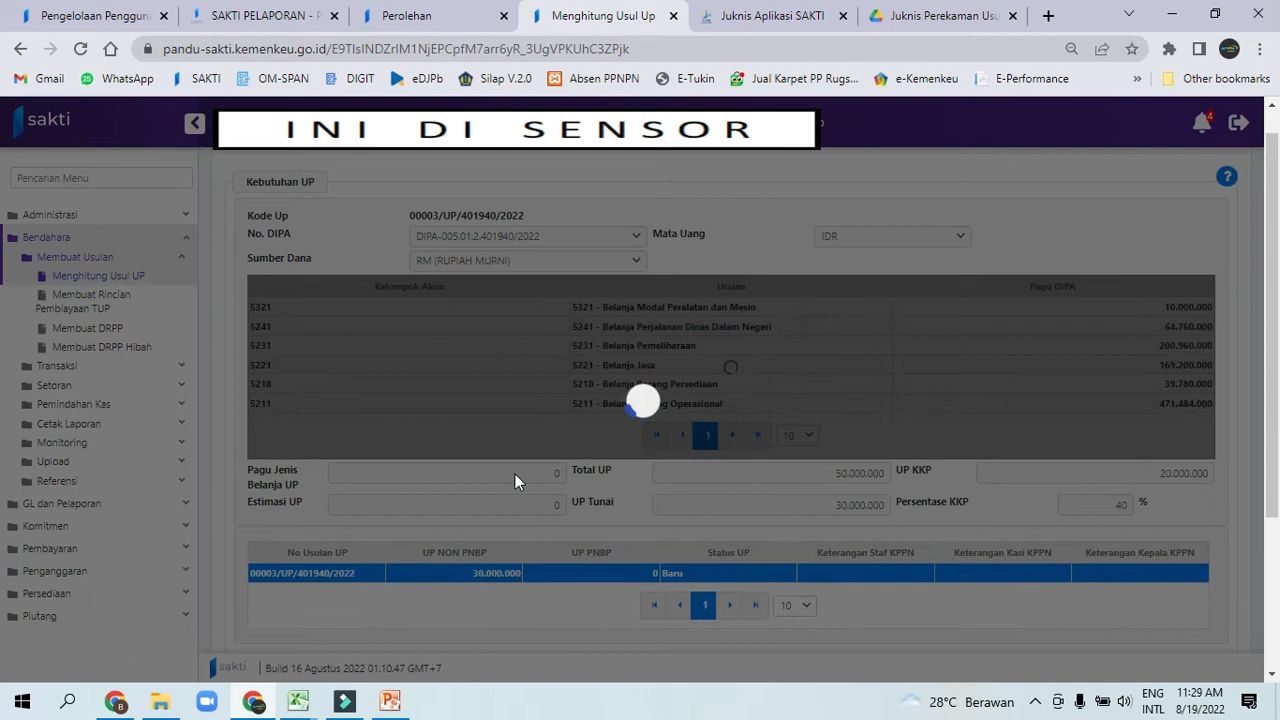 Pengelolaan Penggun
SAKTI PELAPORAN - P
Perolehan
Menghitung Usul Up
Juknis Aplikasi SAKTI
Juknis Perekaman Usu
pandu-sakti.kemenkeu.go.id/E9TIsINDZrIM1NjEPCpfM7arr6yR_3UgVPKUhC3ZPjk
Gmail
WhatsApp
SAKTI
OM-SPAN
DIGIT
eJDPb
Silap V.2.0
Absen PPNPN
E-Tukin
Jual Karpet PP Rugs...
e-Kemenkeu
E-Performance
»
Other bookmarks
sakti
INI DI SENSOR
4
Pencarian Menu
Administrasi
Bendahara
Membuat Usulan
Menghitung Usul UP
Membuat Rincian
Pembiayaan TUP
Membuat DRPP
Membuat DRPP Hibah
Transaksi
Setoran
Pemindahan Kas
Cetak Laporan
Monitoring
Upload
Referensi
GL dan Pelaporan
Komitmen
Pembayaran
Penganggaran
Persediaan
Piutang
Kebutuhan UP
?
Kode Up 00003/UP/401940/2022
No. DIPA DIPA-005.01.2.401940/2022 Mata Uang IDR
Sumber Dana RM (RUPIAH MURNI)
Kelompok Akun Uraian Pagu DIPA
5321 5321 - Belanja Modal Peralatan dan Mesin 10.000.000
5241 5241 - Belanja Perjalanan Dinas Dalam Negeri 64.760.000
5231 5231 - Belanja Pemeliharaan 200.960.000
5221 5221 - Belanja Jasa 169.200.000
5218 5218 - Belanja Barang Persediaan 39.780.000
5211 5211 - Belanja Operasional 471.484.000
1 10
Pagu Jenis Belanja UP 0 Total UP 50.000.000 UP KKP 20.000.000
Estimasi UP 0 UP Tunai 30.000.000 Persentase KKP 40 %
No Usulan UP UP NON PNBP UP PNBP Status UP Keterangan Staf KPPN Keterangan Kasi KPPN Keterangan Kepala KPPN
00003/UP/401940/2022 30.000.000 0 Baru
1 10
sakti | Build 16 Agustus 2022 01.10.47 GMT+7
28°C Berawan
ENG
INTL
11:29 AM
8/19/2022